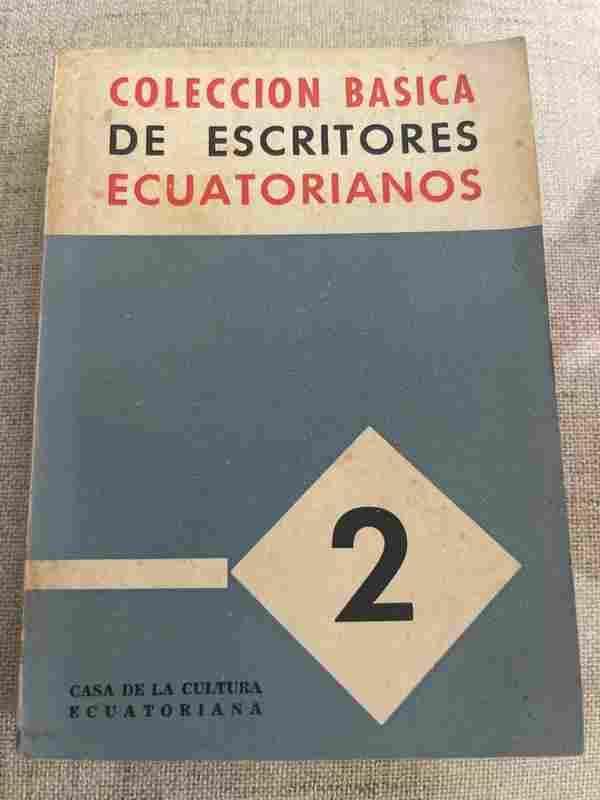 COLECCION BASICA
DE ESCRITORES
ECUATORIANOS
2
CASA DE LA CULTURA
ECUATORIANA